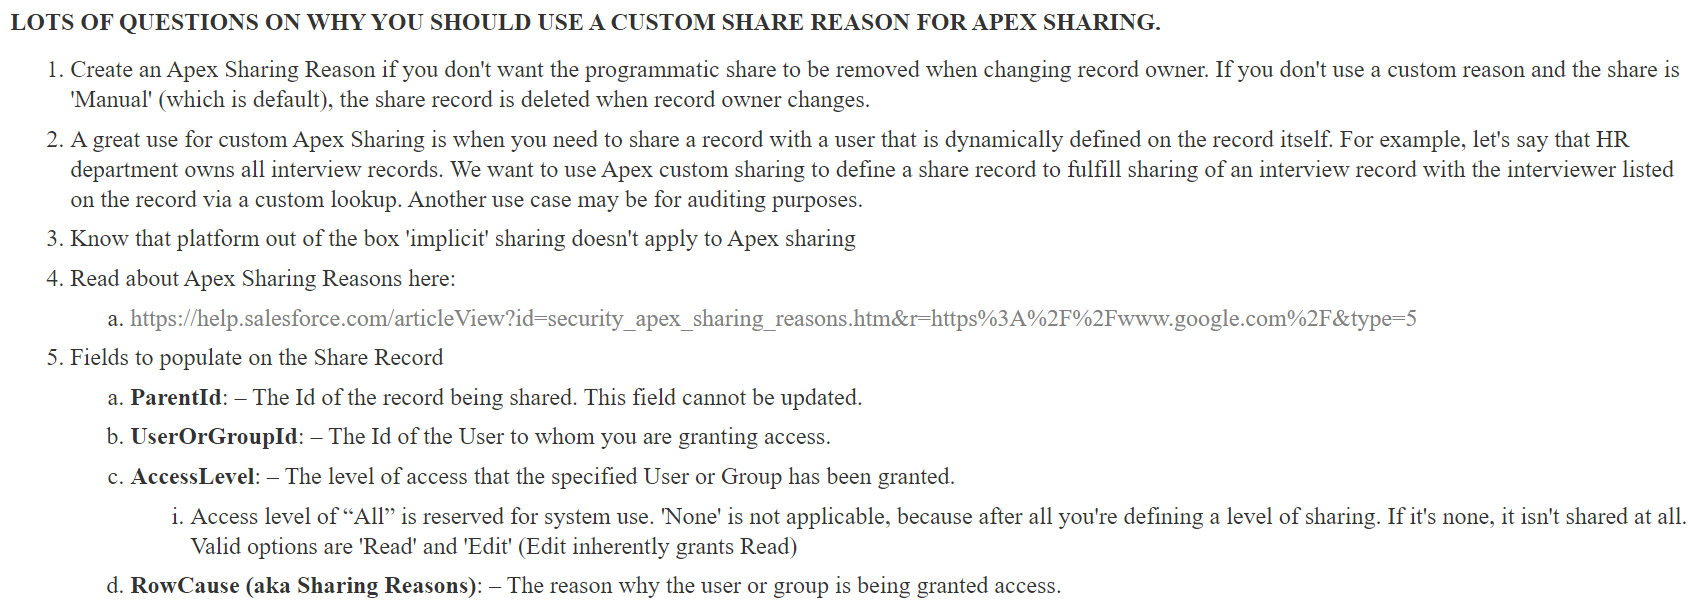 LOTS OF QUESTIONS ON WHY YOU SHOULD USE A CUSTOM SHARE REASON FOR APEX SHARING.
1. Create an Apex Sharing Reason if you don't want the programmatic share to be removed when changing record owner. If you don't use a custom reason and the share is
'Manual' (which is default), the share record is deleted when record owner changes.
2. A great use for custom Apex Sharing is when you need to share a record with a user that is dynamically defined on the record itself. For example, let's say that HR
department owns all interview records. We want to use Apex custom sharing to define a share record to fulfill sharing of an interview record with the interviewer listed
on the record via a custom lookup. Another use case may be for auditing purposes.
3. Know that platform out of the box 'implicit' sharing doesn't apply to Apex sharing
4. Read about Apex Sharing Reasons here:
a. https://help.salesforce.com/articleView?id=security_apex_sharing_reasons.htm&r=https%3A%2F%2Fwww.google.com%2F&type=5
5. Fields to populate on the Share Record
a. ParentId: – The Id of the record being shared. This field cannot be updated.
b. UserOrGroupId: – The Id of the User to whom you are granting access.
c. AccessLevel: – The level of access that the specified User or Group has been granted.
i. Access level of “All” is reserved for system use. 'None' is not applicable, because after all you're defining a level of sharing. If it's none, it isn't shared at all.
Valid options are 'Read' and 'Edit' (Edit inherently grants Read)
d. RowCause (aka Sharing Reasons): – The reason why the user or group is being granted access.